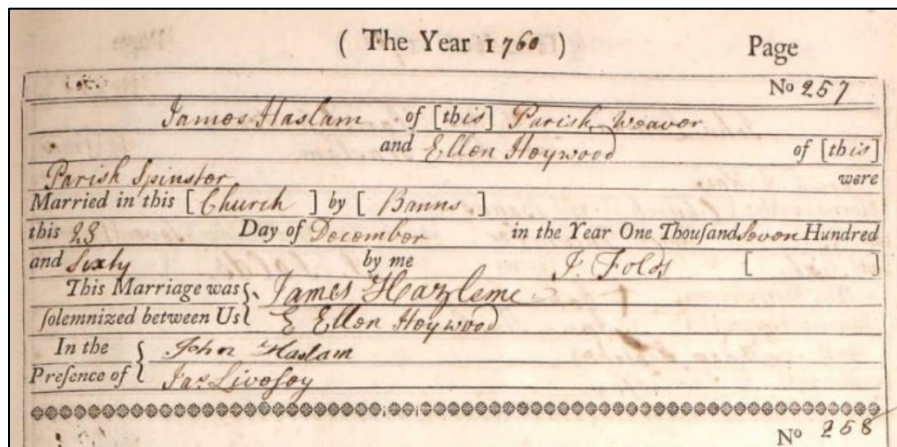 ( The Year 1760 ) Page
No 257
James Haslam of [this] Parish Weaver
and Ellen Heywood of [this]
Parish Spinster were
Married in this [ Church ] by [ Banns ]
this 23 Day of December in the Year One Thousand Seven Hundred
and Sixty by me J. Folds [ ]
This Marriage was { James Hazleme
ſolemnized between Us { E Ellen Heywood
In the { John Haslam
Preſence of { Jas Liveſey
No 258